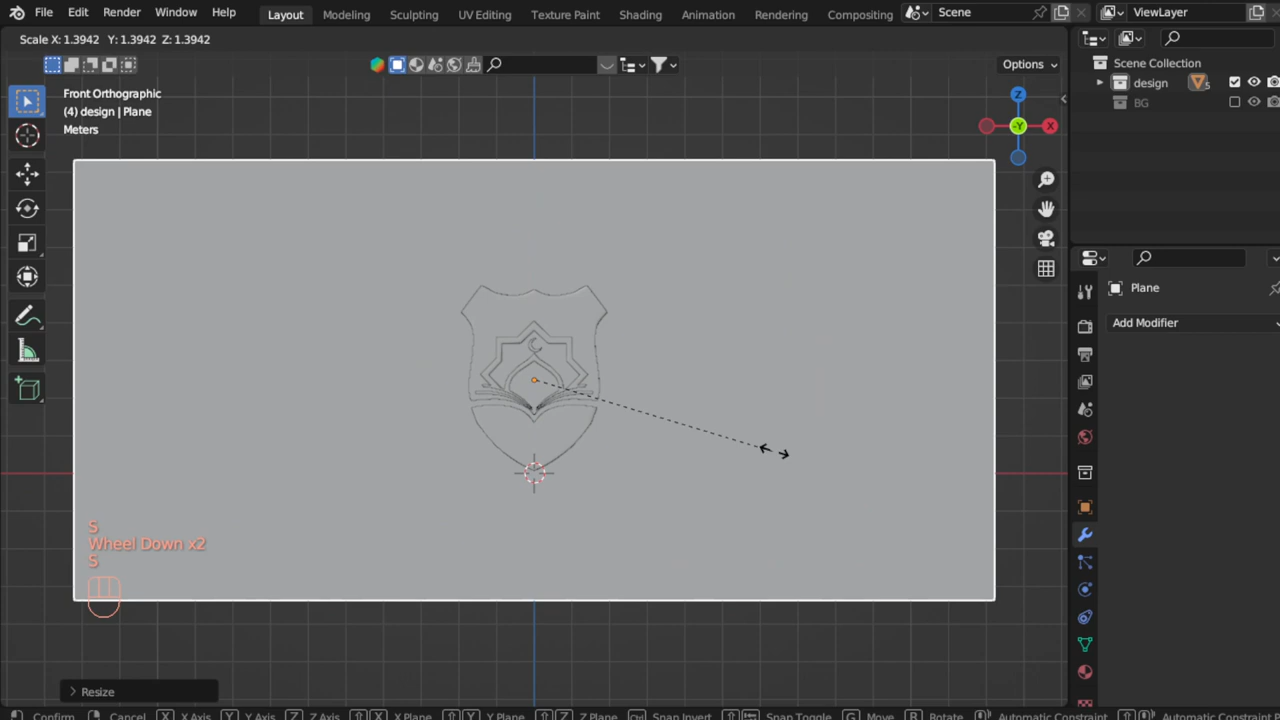 File Edit Render Window Help Layout Modeling Sculpting UV Editing Texture Paint Shading Animation Rendering Compositing Scene ViewLayer
Scale X: 1.3942 Y: 1.3942 Z: 1.3942
Options
Front Orthographic
(4) design | Plane
Meters
Z
-Y
X
Scene Collection
design 5
BG
Plane
Add Modifier
S
Wheel Down x2
S
Resize
Confirm Cancel X X Axis Y Y Axis Z Z Axis X X Plane Y Y Plane Z Z Plane Snap Invert Snap Toggle G Move R Rotate Automatic Constraint Automatic Co